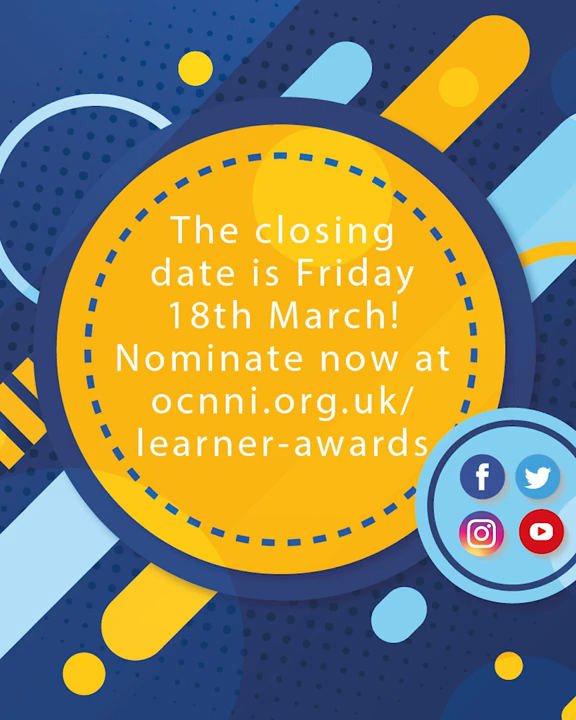 The closing
date is Friday
18th March!
Nominate now at
ocnni.org.uk/
learner-awards